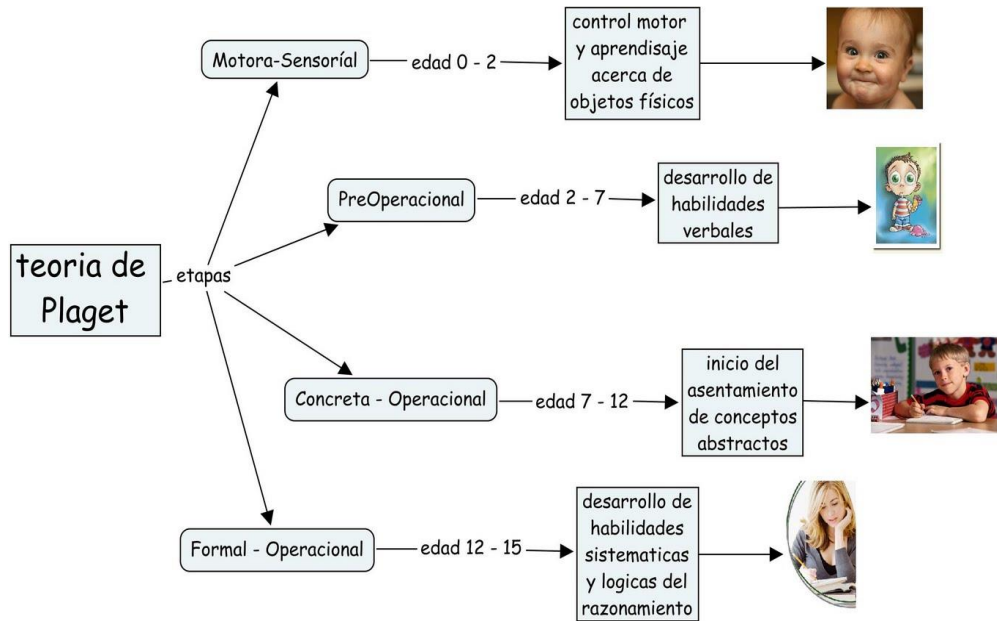 teoria de
Plaget
etapas
Motora-Sensoríal
edad 0 - 2
control motor
y aprendisaje
acerca de
objetos físicos
PreOperacional
edad 2 - 7
desarrollo de
habilidades
verbales
Concreta - Operacional
edad 7 - 12
inicio del
asentamiento
de conceptos
abstractos
Formal - Operacional
edad 12 - 15
desarrollo de
habilidades
sistematicas
y logicas del
razonamiento